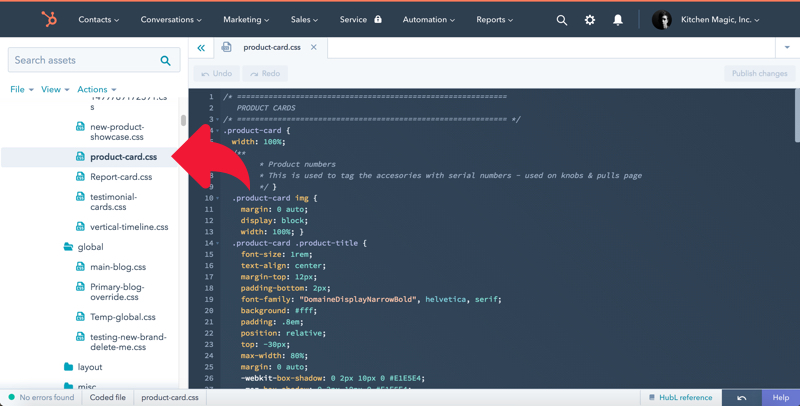 Contacts Conversations Marketing Sales Service Automation Reports Kitchen Magic, Inc.
Search assets
File View Actions
s
new-product-
showcase.css
product-card.css
Report-card.css
testimonial-
cards.css
vertical-timeline.css
global
main-blog.css
Primary-blog-
override.css
Temp-global.css
testing-new-brand-
delete-me.css
layout
misc
product-card.css
Undo Redo Publish changes
1 /* ============================================================
2 PRODUCT CARDS
3 /* ============================================================ */
4 .product-card {
5 width: 100%;
/**
* Product numbers
* This is used to tag the accesories with serial numbers - used on knobs & pulls page
9 */ }
10 .product-card img {
11 margin: 0 auto;
12 display: block;
13 width: 100%; }
14 .product-card .product-title {
15 font-size: 1rem;
16 text-align: center;
17 margin-top: 12px;
18 padding-bottom: 2px;
19 font-family: "DomaineDisplayNarrowBold", helvetica, serif;
20 background: #fff;
21 padding: .8em;
22 position: relative;
23 top: -30px;
24 max-width: 80%;
25 margin: 0 auto;
26 -webkit-box-shadow: 0 2px 10px 0 #E1E5E4;
No errors found Coded file product-card.css HubL reference Help